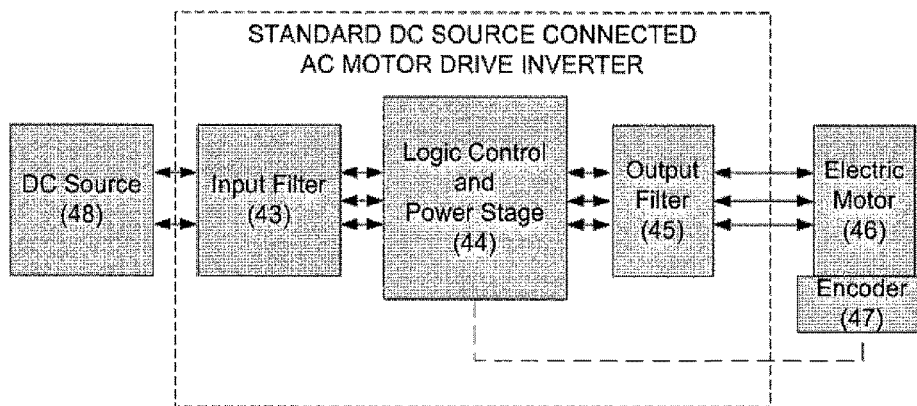 STANDARD DC SOURCE CONNECTED
AC MOTOR DRIVE INVERTER
DC Source
(48)
Input Filter
(43)
Logic Control
and
Power Stage
(44)
Output
Filter
(45)
Electric
Motor
(46)
Encoder
(47)